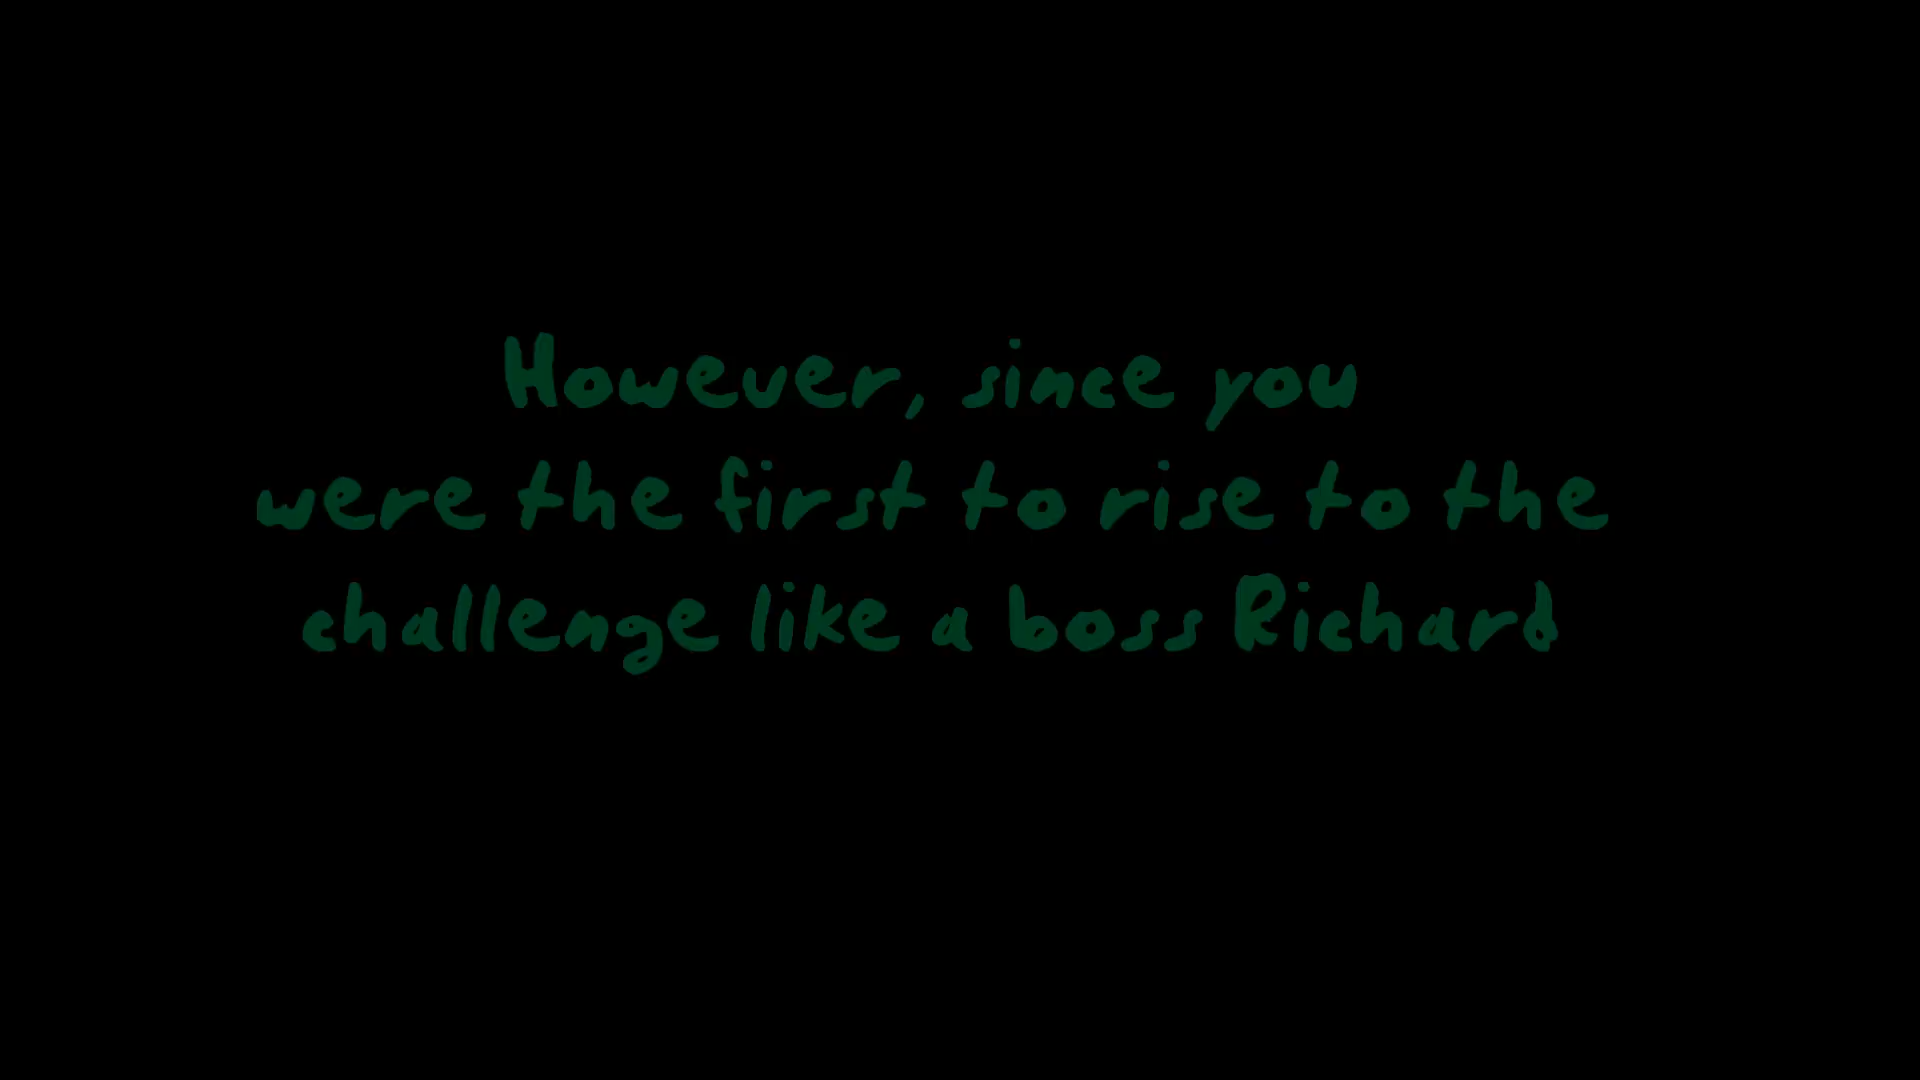 However, since you
were the first to rise to the
challenge like a boss Richard